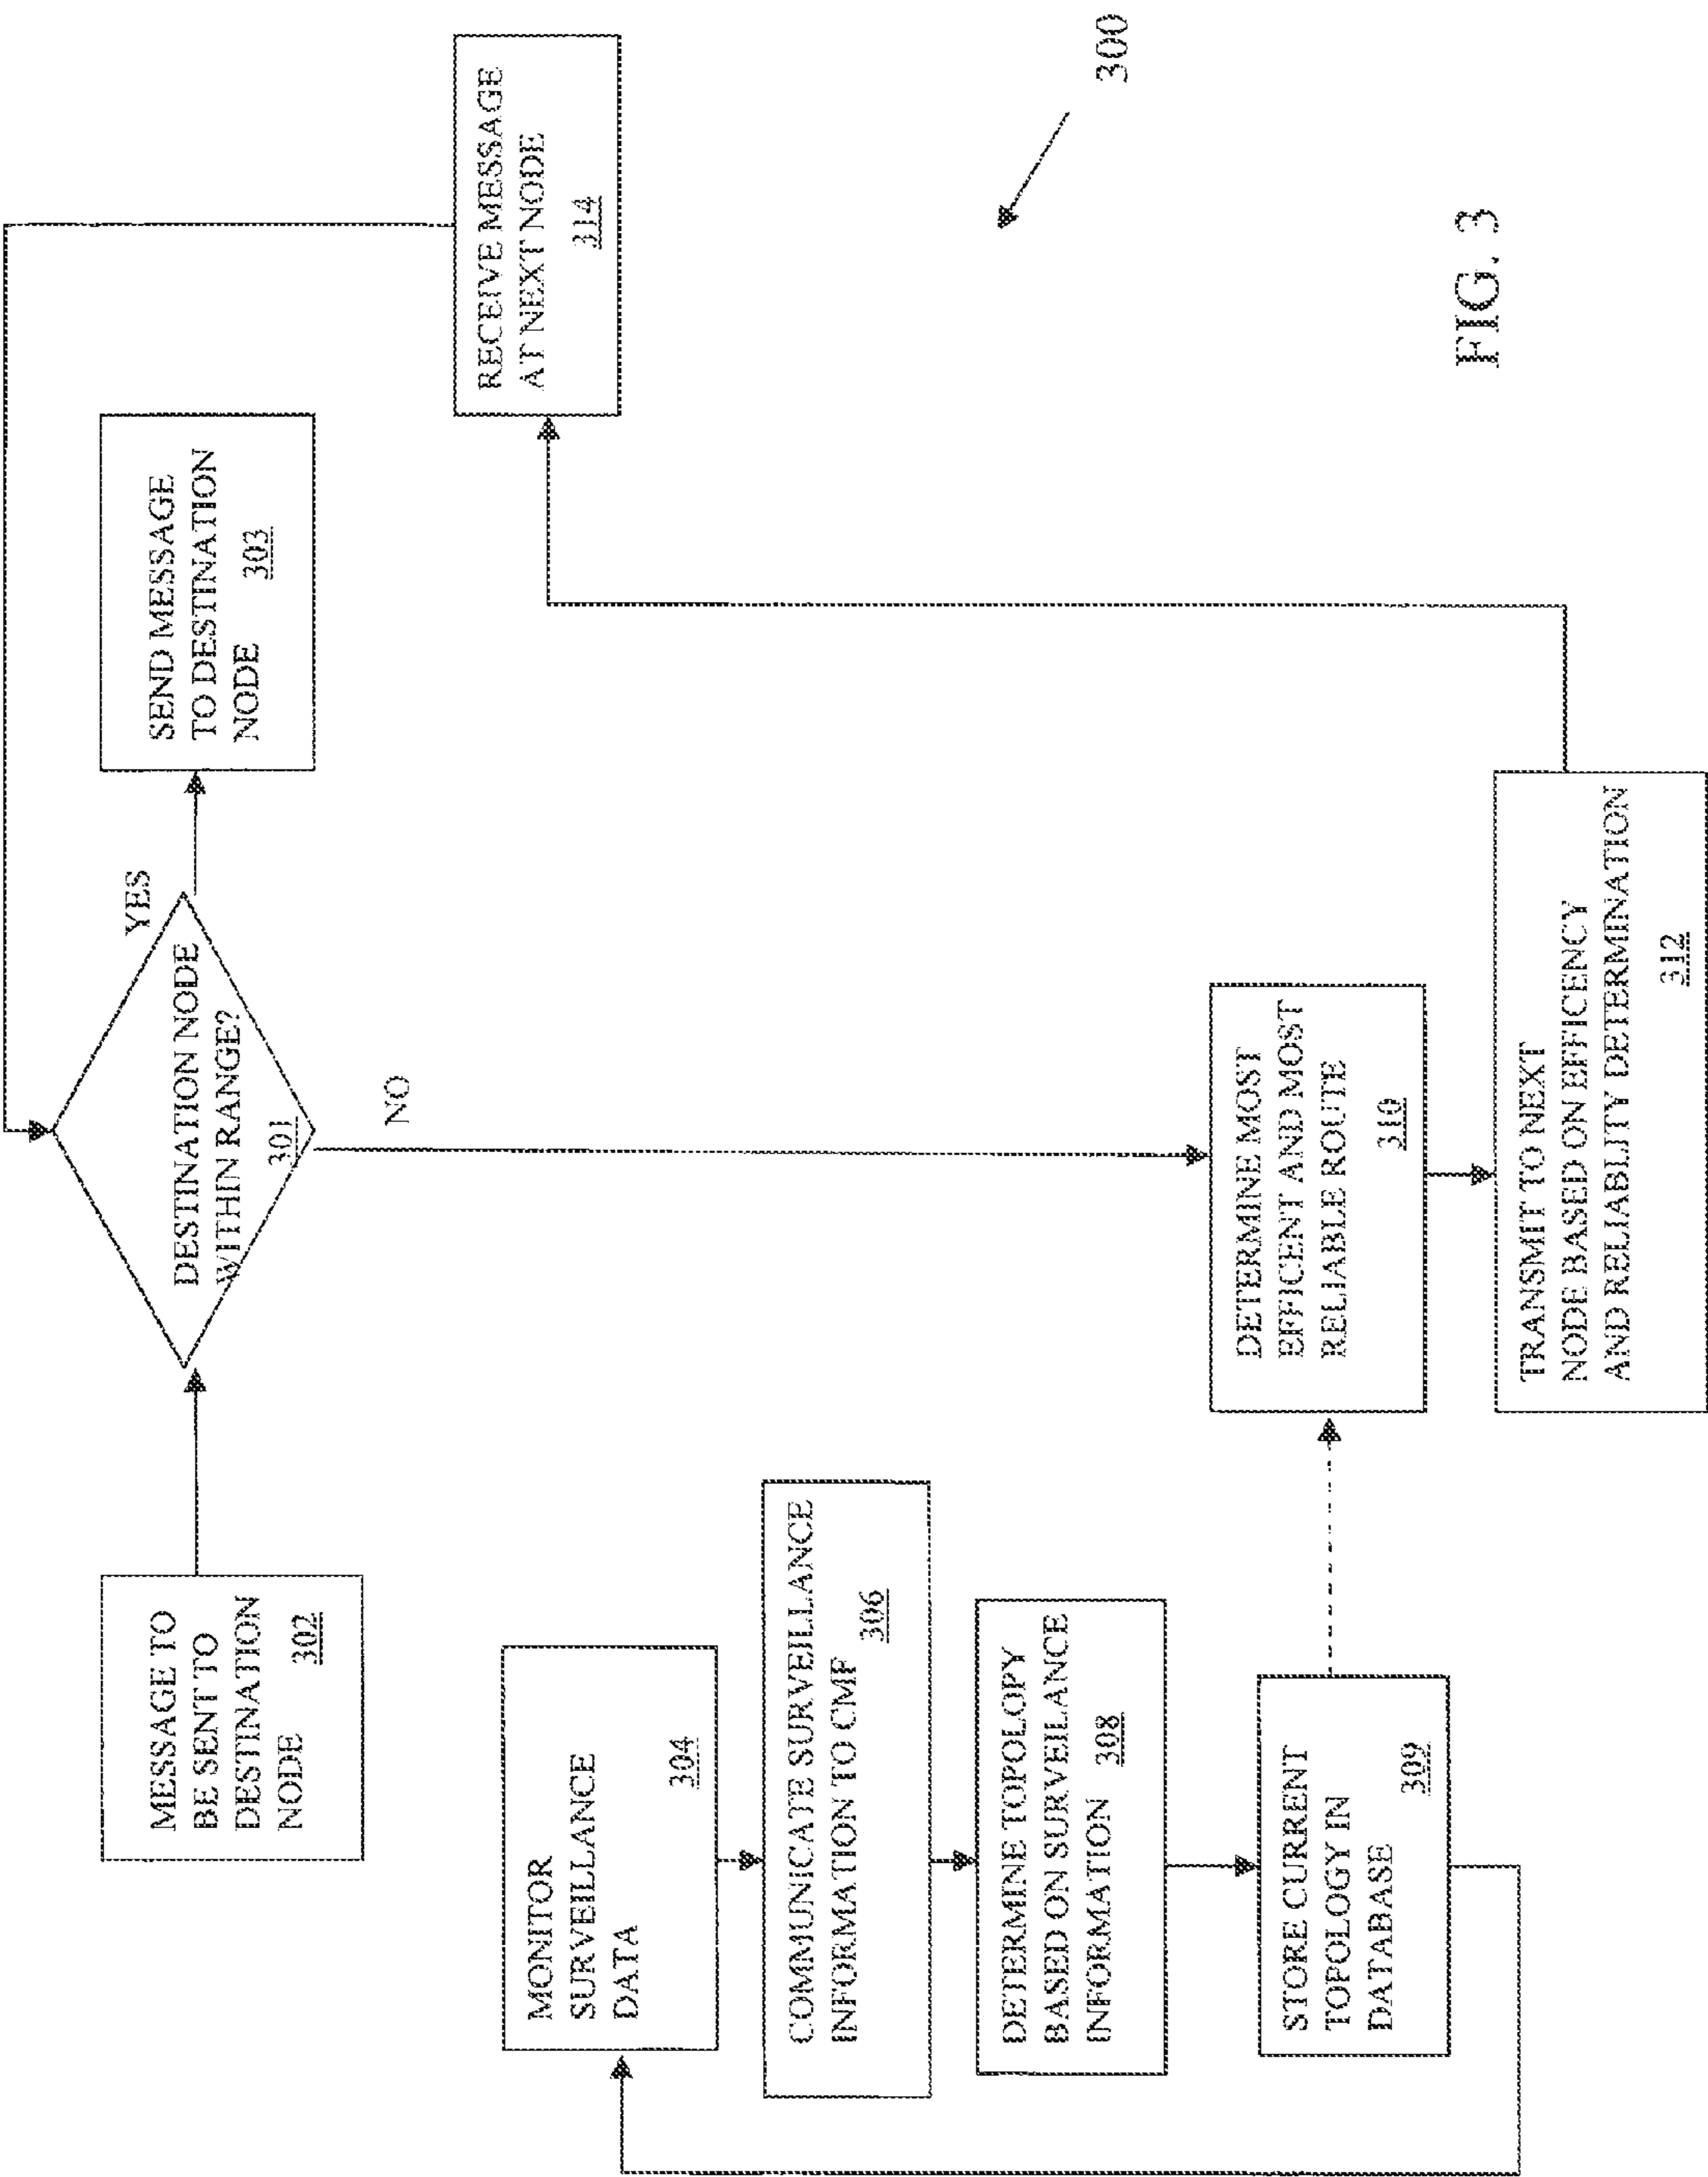 MESSAGE TO
BE SENT TO
DESTINATION
NODE 302
DESTINATION NODE
WITHIN RANGE?
301
YES
NO
SEND MESSAGE
TO DESTINATION
NODE 303
MONITOR
SURVEILLANCE
DATA
304
COMMUNICATE SURVEILLANCE
INFORMATION TO CMF
306
DETERMINE TOPOLOPY
BASED ON SURVEILANCE
INFORMATION 308
STORE CURRENT
TOPOLOGY IN
DATABASE 309
DETERMINE MOST
EFFICENT AND MOST
RELIABLE ROUTE
310
TRANSMIT TO NEXT
NODE BASED ON EFFICENCY
AND RELIABLITY DETERMINATION
312
RECEIVE MESSAGE
AT NEXT NODE
314
300
FIG. 3